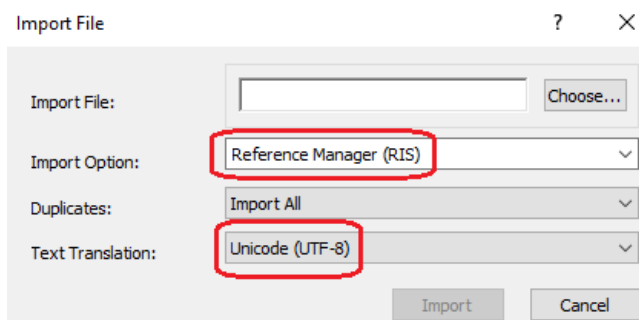 Import File
?
Import File:
Choose...
Import Option:
Reference Manager (RIS)
Duplicates:
Import All
Text Translation:
Unicode (UTF-8)
Import
Cancel